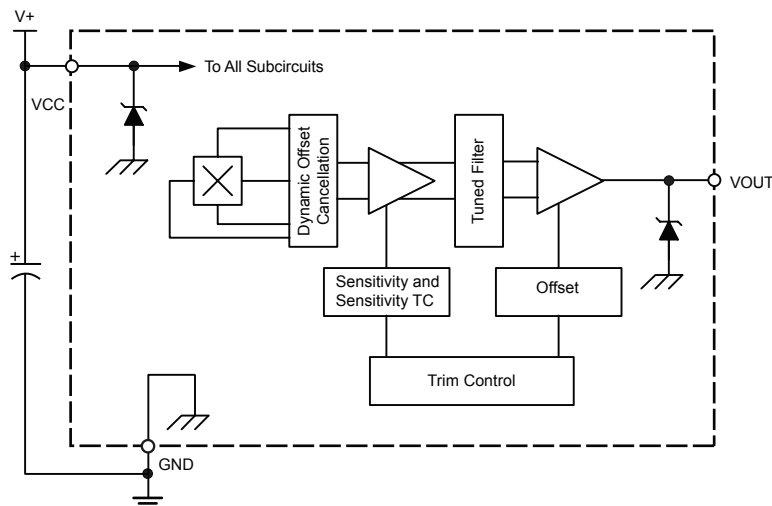 V+
To All Subcircuits
VCC
Dynamic Offset
Cancellation
Tuned Filter
VOUT
+
Sensitivity and
Sensitivity TC
Offset
Trim Control
GND